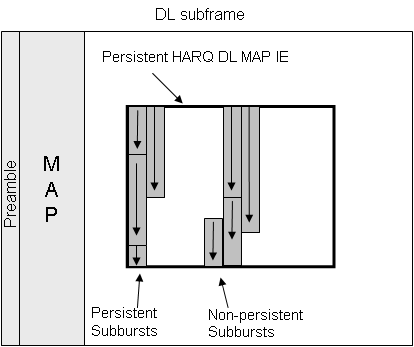 DL subframe
Preamble
M
A
P
Persistent HARQ DL MAP IE
Persistent
Subbursts
Non-persistent
Subbursts